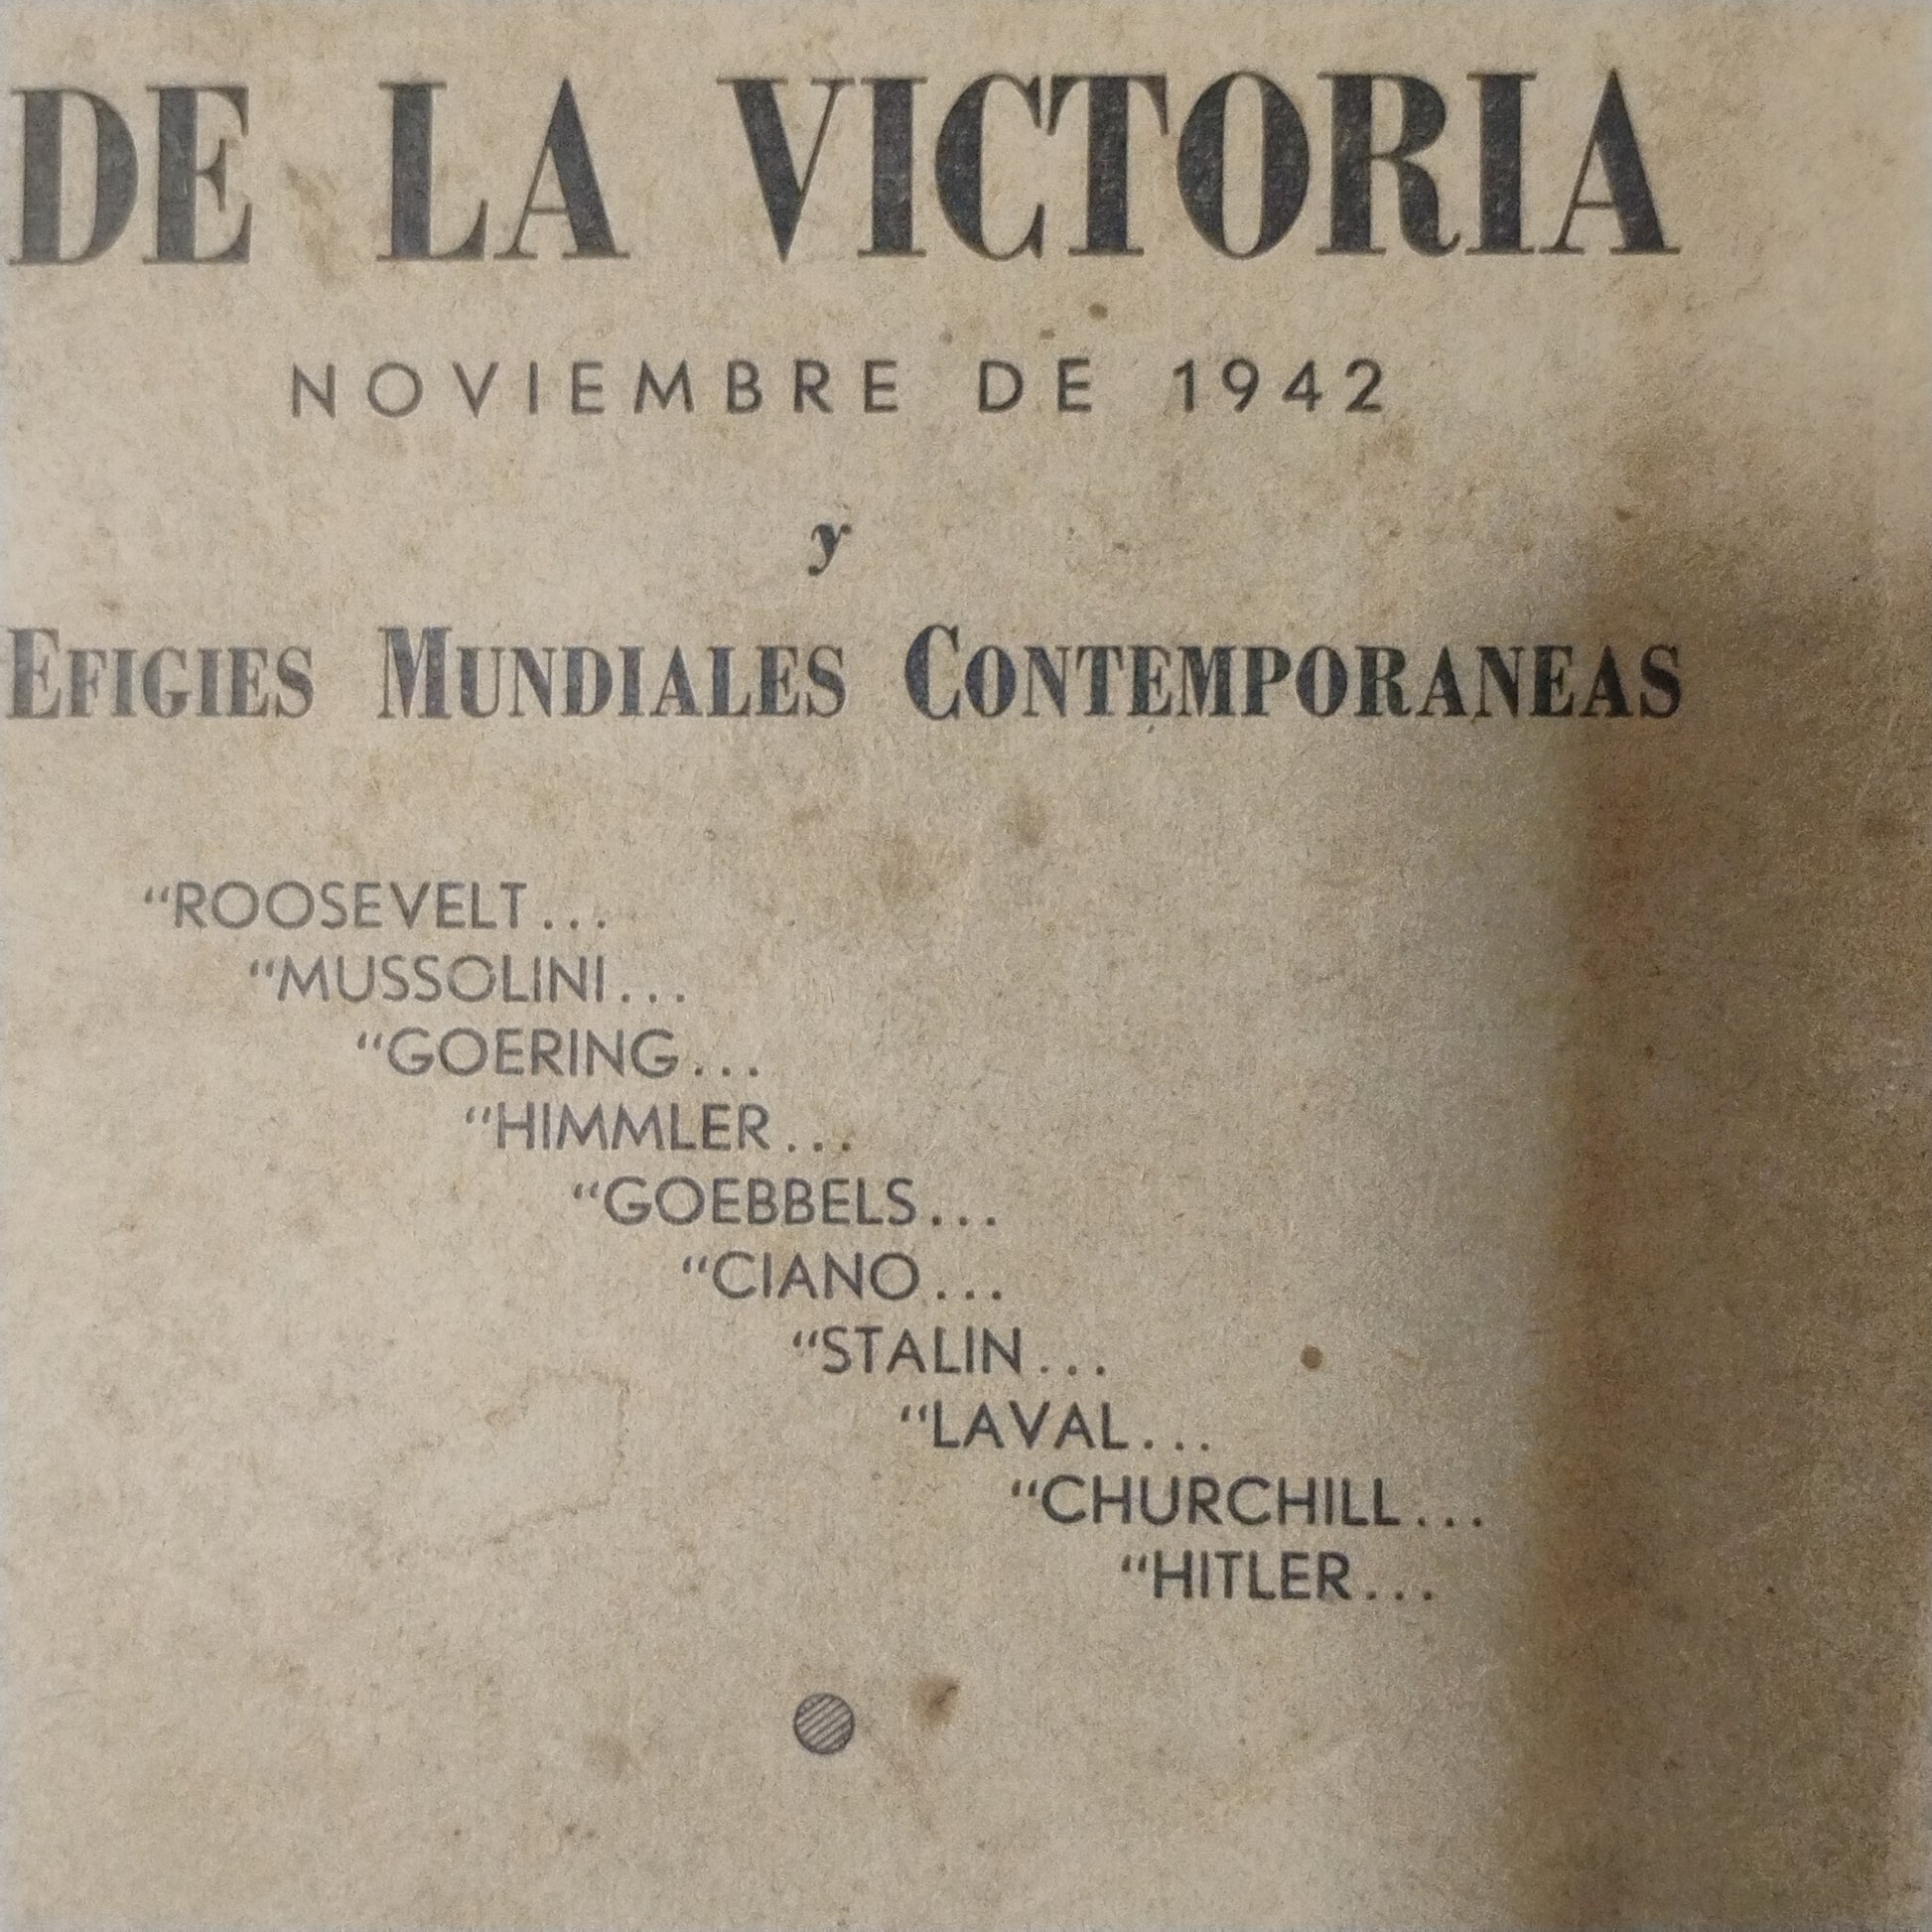 DE LA VICTORIA
NOVIEMBRE DE 1942
y
EFIGIES MUNDIALES CONTEMPORANEAS
“ROOSEVELT...
“MUSSOLINI...
“GOERING...
“HIMMLER...
“GOEBBELS...
“CIANO...
“STALIN...
“LAVAL...
“CHURCHILL...
“HITLER...